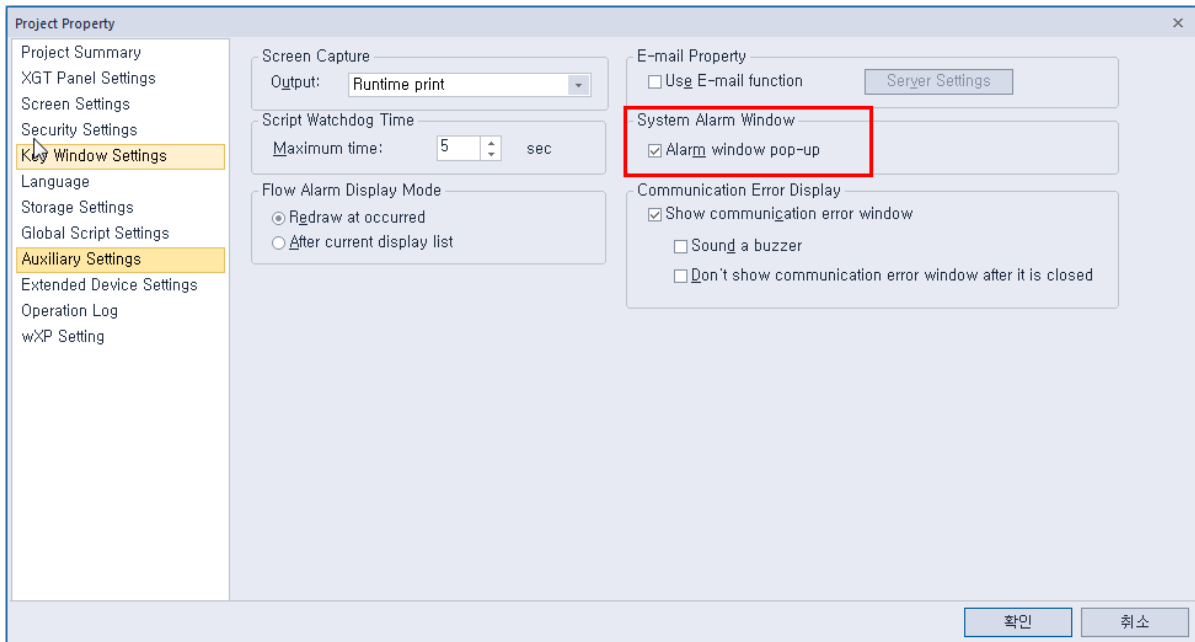 Project Property
Project Summary
XGT Panel Settings
Screen Settings
Security Settings
Key Window Settings
Language
Storage Settings
Global Script Settings
Auxiliary Settings
Extended Device Settings
Operation Log
wXP Setting
Screen Capture
Output: Runtime print
Script Watchdog Time
Maximum time: 5 sec
Flow Alarm Display Mode
Redraw at occurred
After current display list
E-mail Property
Use E-mail function Server Settings
System Alarm Window
Alarm window pop-up
Communication Error Display
Show communication error window
Sound a buzzer
Don't show communication error window after it is closed
확인 취소